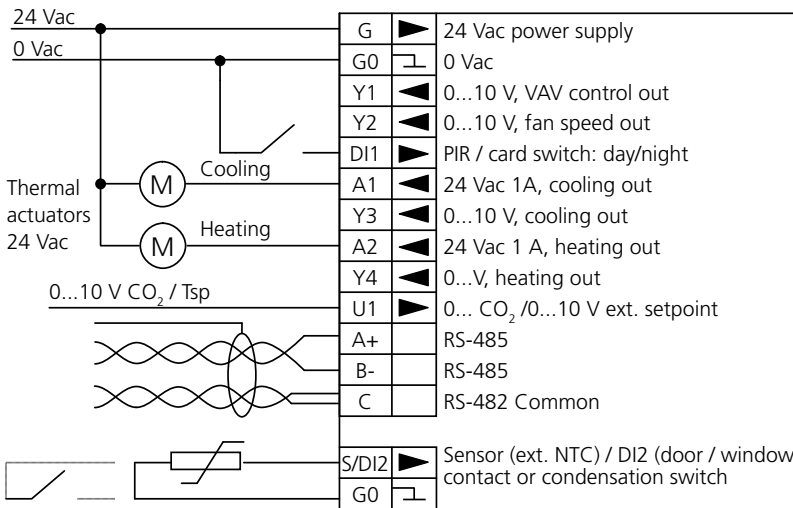 24 Vac
G 24 Vac power supply
0 Vac
G0 0 Vac
Y1 0...10 V, VAV control out
Y2 0...10 V, fan speed out
DI1 PIR / card switch: day/night
Cooling
M
A1 24 Vac 1A, cooling out
Thermal
actuators
24 Vac
Y3 0...10 V, cooling out
Heating
M
A2 24 Vac 1 A, heating out
Y4 0...V, heating out
0...10 V CO2 / Tsp
U1 0... CO2 /0...10 V ext. setpoint
A+ RS-485
B- RS-485
C RS-482 Common
S/DI2 Sensor (ext. NTC) / DI2 (door / window
contact or condensation switch
G0